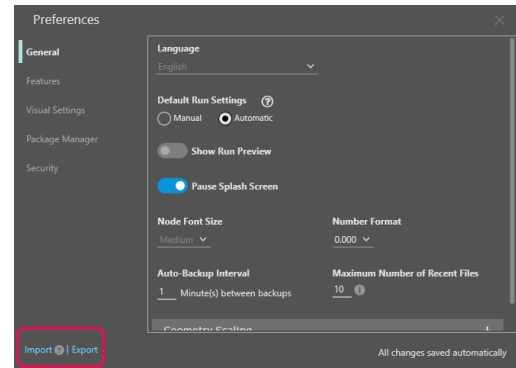 Preferences
General
Features
Visual Settings
Package Manager
Security
Language
English
Default Run Settings ?
Manual Automatic
Show Run Preview
Pause Splash Screen
Node Font Size Number Format
Medium 0.000
Auto-Backup Interval Maximum Number of Recent Files
1 Minute(s) between backups 10
Geometry Scaling
Import ? | Export All changes saved automatically